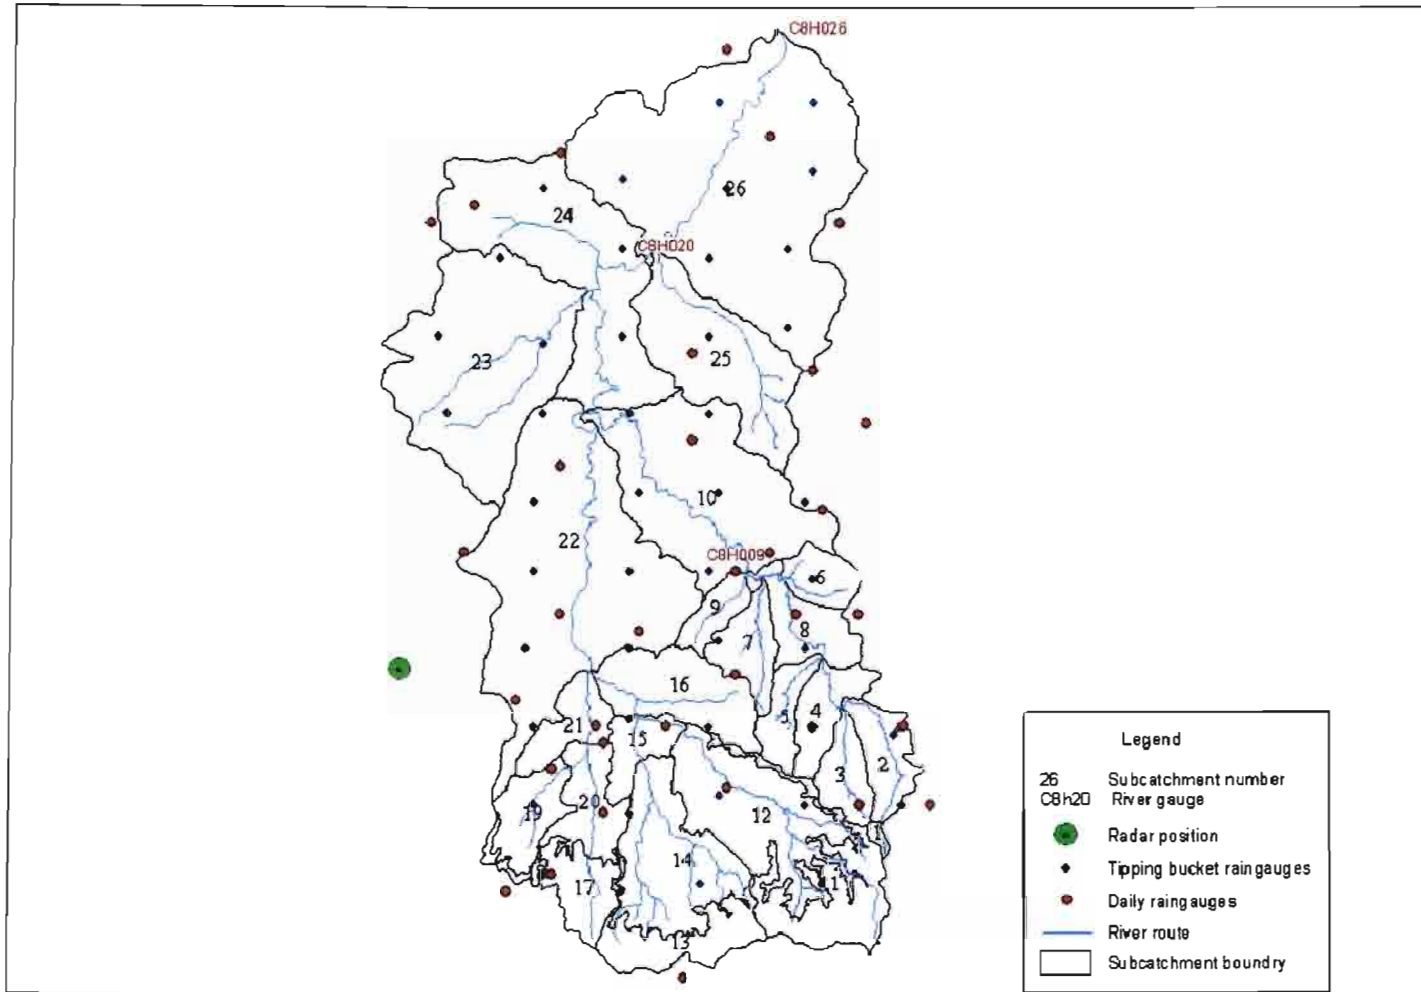 C8H026
26
24
C8H020
25
23
10
22
C8H009
6
9
8
7
16
5
4
21
15
3
2
20
19
12
14
17
1
13
Legend
26 Subcatchment number
C8h20 River gauge
Radar position
Tipping bucket raingauges
Daily raingauges
River route
Subcatchment boundry